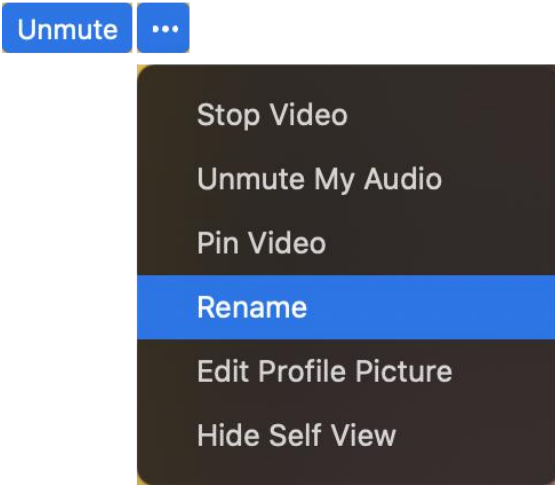 Unmute ...
Stop Video
Unmute My Audio
Pin Video
Rename
Edit Profile Picture
Hide Self View